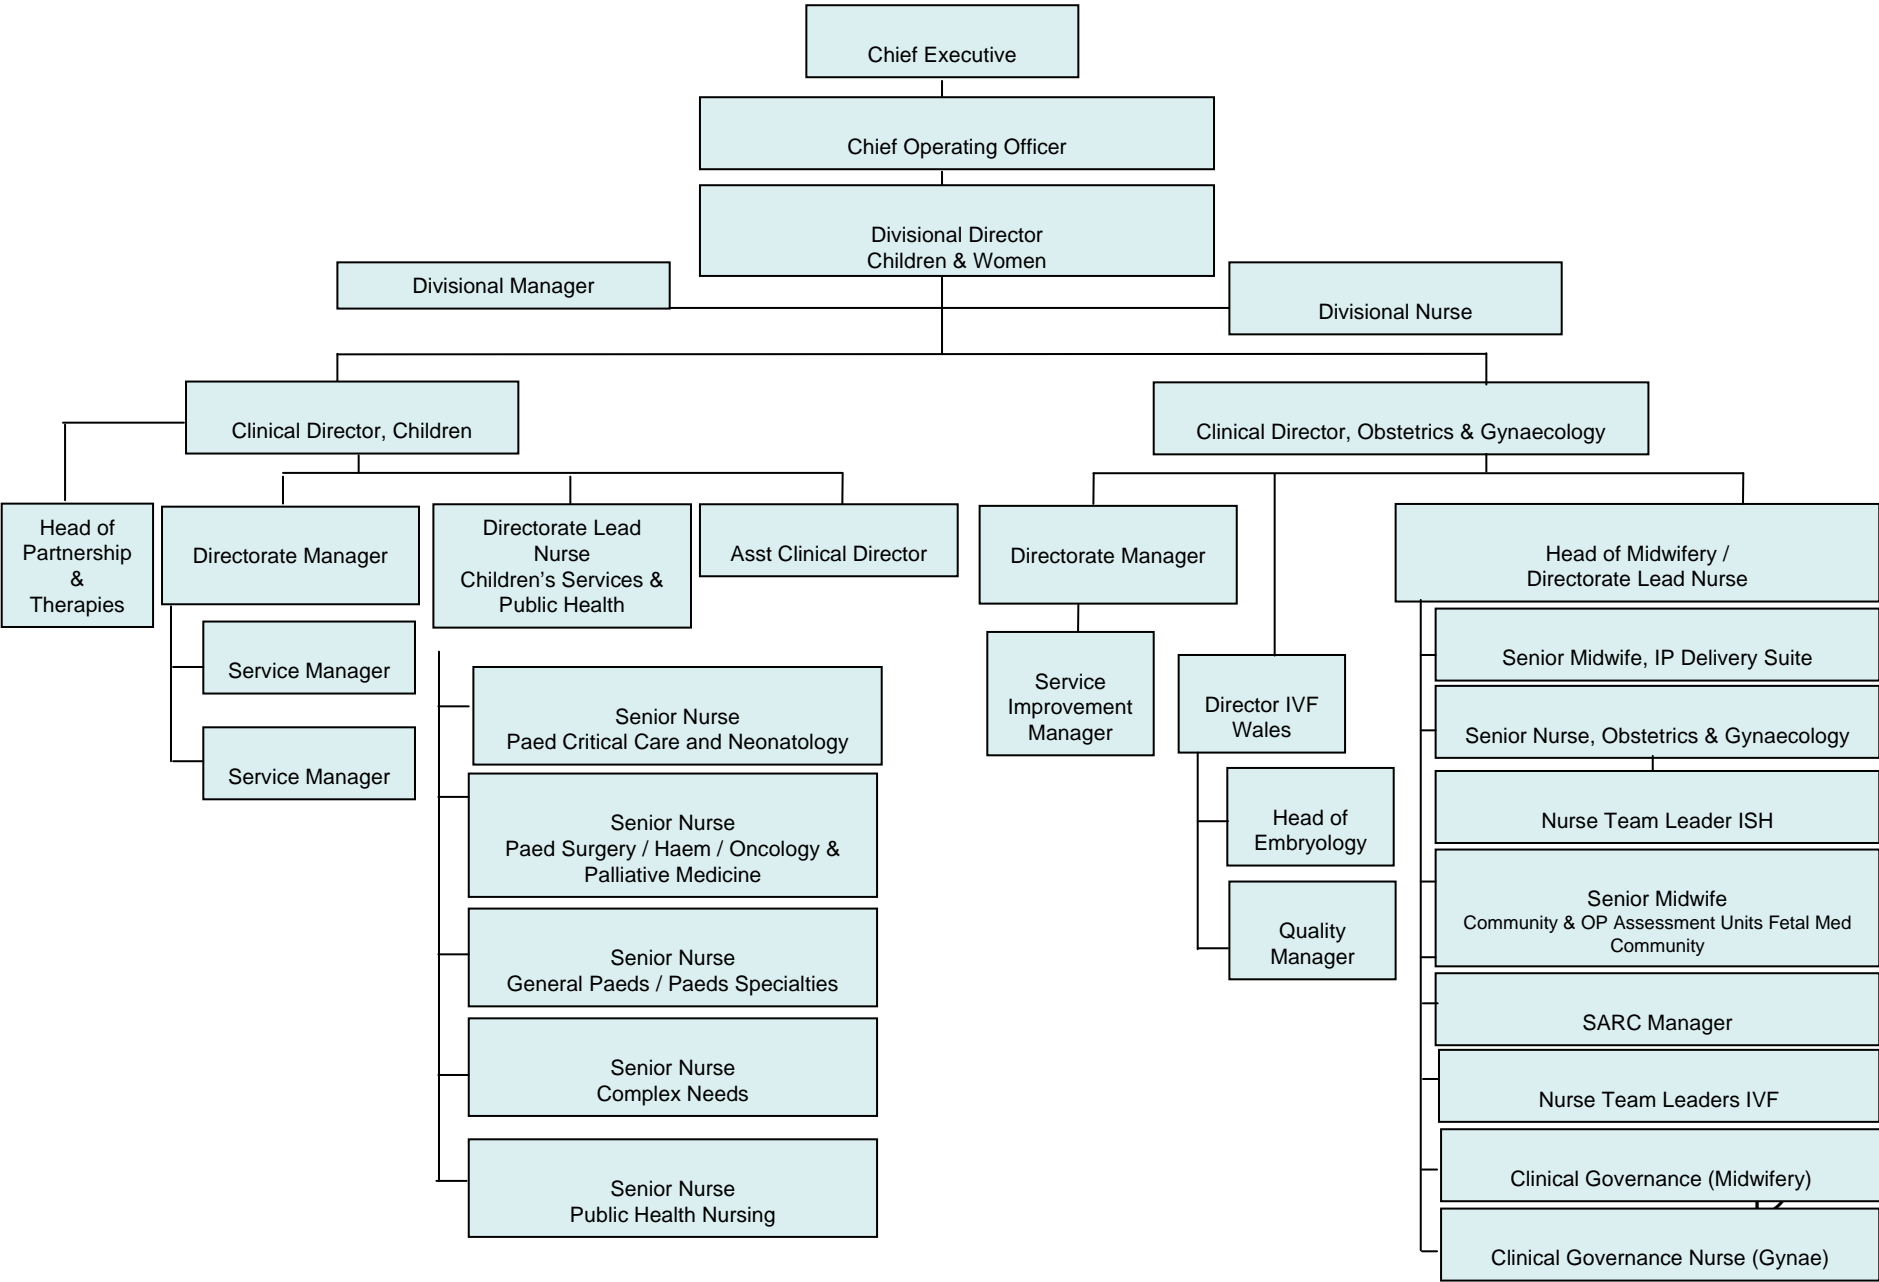 Chief Executive
Chief Operating Officer
Divisional Director
Children & Women
Divisional Manager
Divisional Nurse
Clinical Director, Children
Clinical Director, Obstetrics & Gynaecology
Head of
Partnership
&
Therapies
Directorate Manager
Service Manager
Service Manager
Directorate Lead
Nurse
Children’s Services &
Public Health
Senior Nurse
Paed Critical Care and Neonatology
Senior Nurse
Paed Surgery / Haem / Oncology &
Palliative Medicine
Senior Nurse
General Paeds / Paeds Specialties
Senior Nurse
Complex Needs
Senior Nurse
Public Health Nursing
Asst Clinical Director
Directorate Manager
Service
Improvement
Manager
Director IVF
Wales
Head of
Embryology
Quality
Manager
Head of Midwifery /
Directorate Lead Nurse
Senior Midwife, IP Delivery Suite
Senior Nurse, Obstetrics & Gynaecology
Nurse Team Leader ISH
Senior Midwife
Community & OP Assessment Units Fetal Med
Community
SARC Manager
Nurse Team Leaders IVF
Clinical Governance (Midwifery)
Clinical Governance Nurse (Gynae)